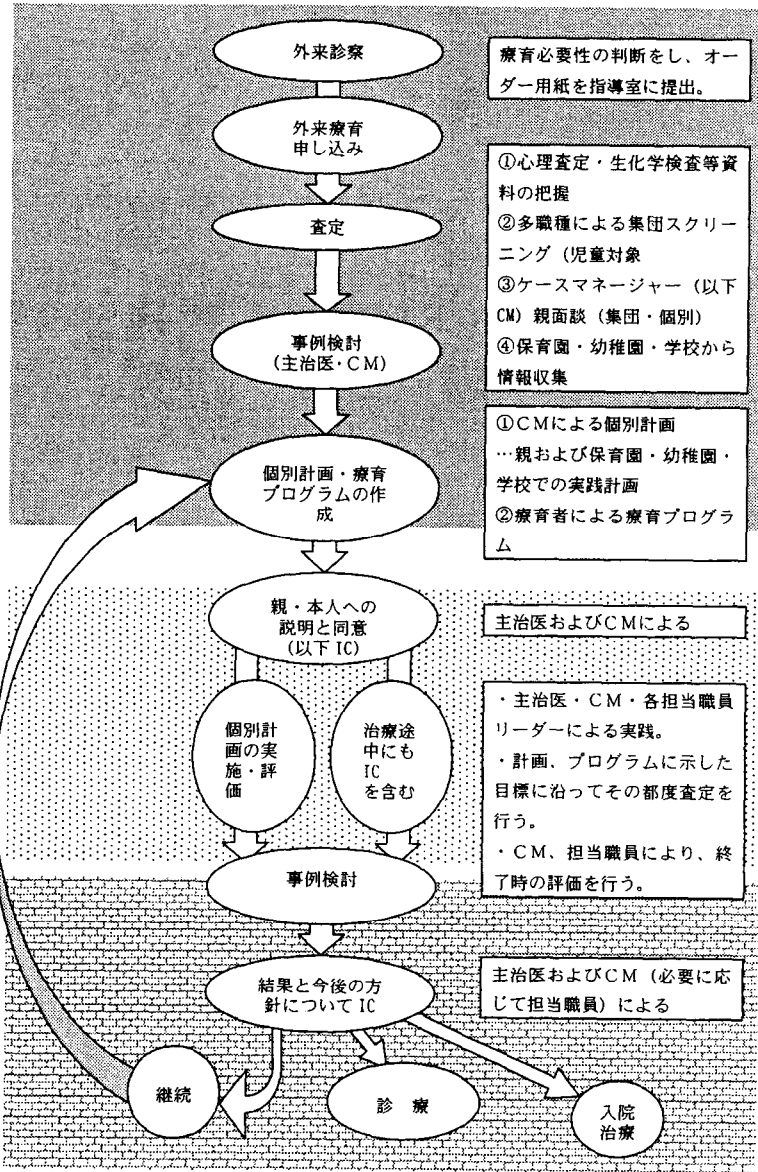 外来診察
療育必要性の判断をし、オー
ダー用紙を指導室に提出。
外来療育
申し込み
①心理査定・生化学検査等資
料の把握
②多職種による集団スクリー
ニング（児童対象
③ケースマネージャー（以下
CM）親面談（集団・個別）
④保育園・幼稚園・学校から
情報収集
査定
事例検討
(主治医・CM)
①CMによる個別計画
…親および保育園・幼稚園・
学校での実践計画
②療育者による療育プログラ
ム
個別計画・療育
プログラムの作
成
親・本人への
説明と同意
(以下 IC)
主治医およびCMによる
個別計
画の実
施・評
価
治療途
中にも
IC
を含む
・主治医・CM・各担当職員
リーダーによる実践。
・計画、プログラムに示した
目標に沿ってその都度査定を
行う。
・CM、担当職員により、終
了時の評価を行う。
事例検討
結果と今後の方
針について IC
主治医およびCM（必要に応
じて担当職員）による
継続
診　療
入院
治療